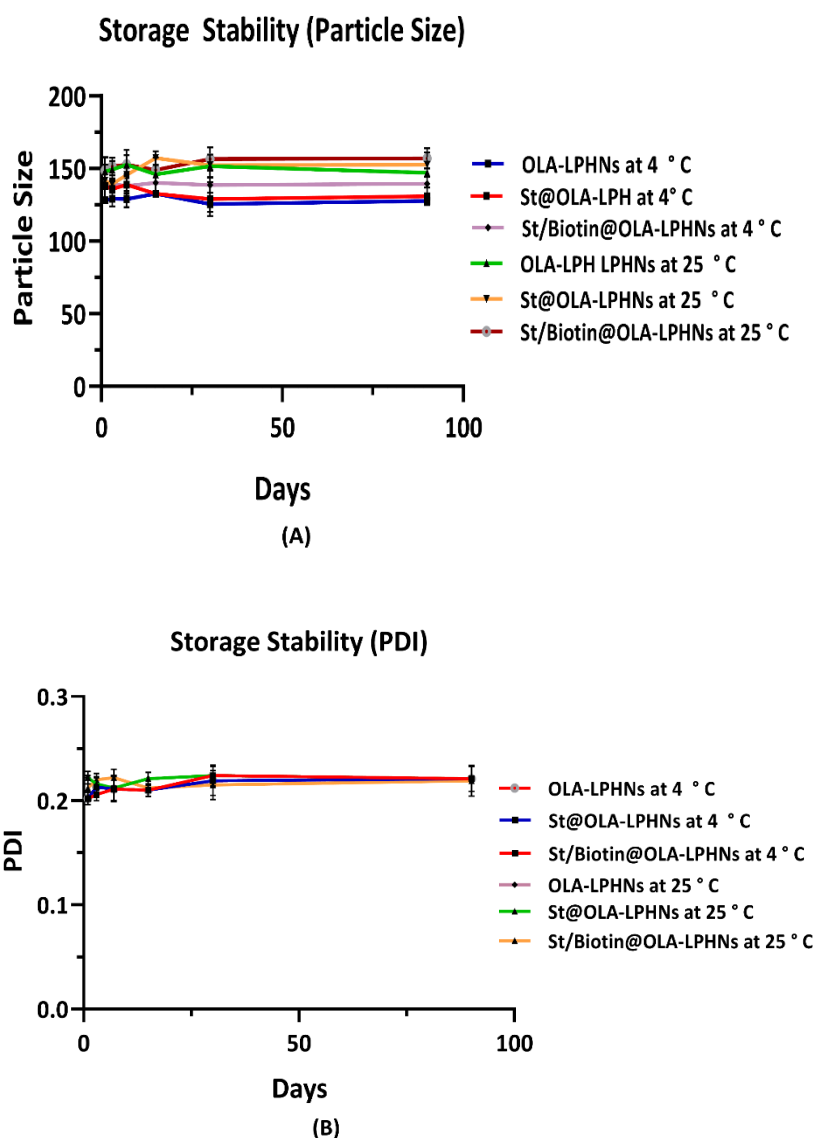 Storage Stability (Particle Size)
200
150
100
50
0
Particle Size
0
50
100
Days
(A)
OLA-LPHNs at 4 ° C
St@OLA-LPH at 4° C
St/Biotin@OLA-LPHNs at 4 ° C
OLA-LPH LPHNs at 25 ° C
St@OLA-LPHNs at 25 ° C
St/Biotin@OLA-LPHNs at 25 ° C
Storage Stability (PDI)
0.3
0.2
0.1
0.0
PDI
0
50
100
Days
(B)
OLA-LPHNs at 4 ° C
St@OLA-LPHNs at 4 ° C
St/Biotin@OLA-LPHNs at 4 ° C
OLA-LPHNs at 25 ° C
St@OLA-LPHNs at 25 ° C
St/Biotin@OLA-LPHNs at 25 ° C